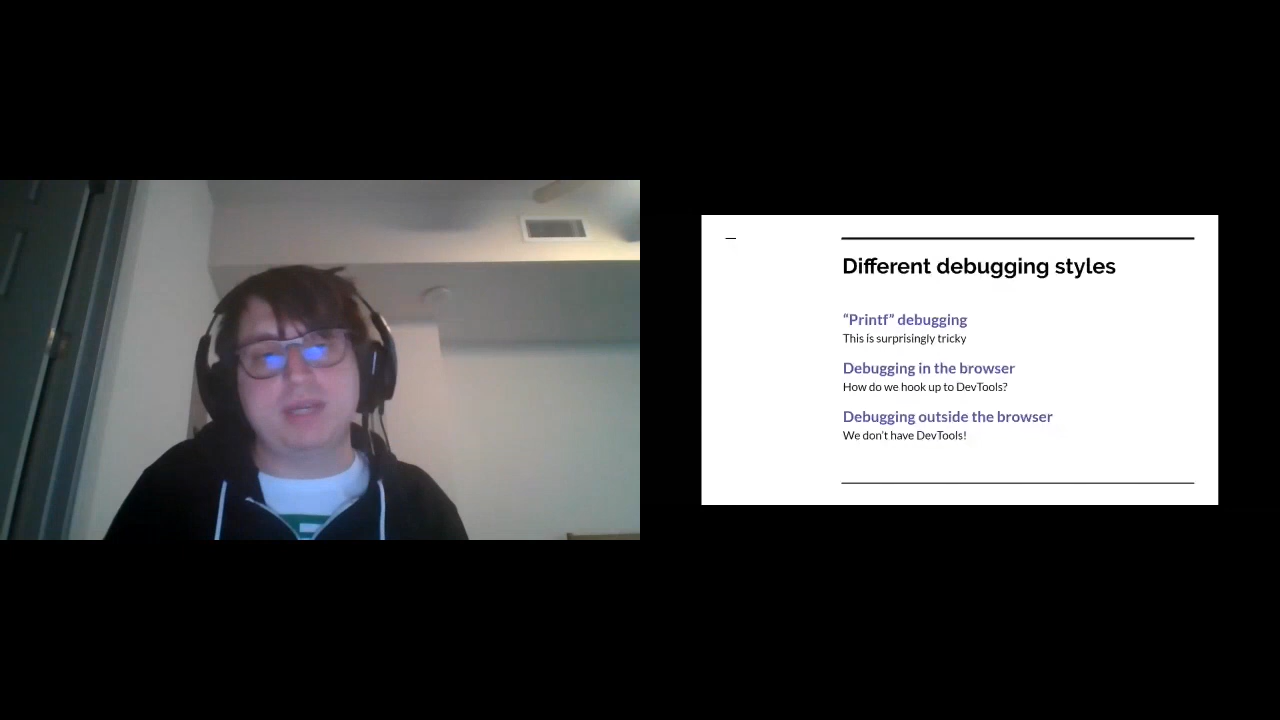 Different debugging styles
“Printf” debugging
This is surprisingly tricky
Debugging in the browser
How do we hook up to DevTools?
Debugging outside the browser
We don't have DevTools!